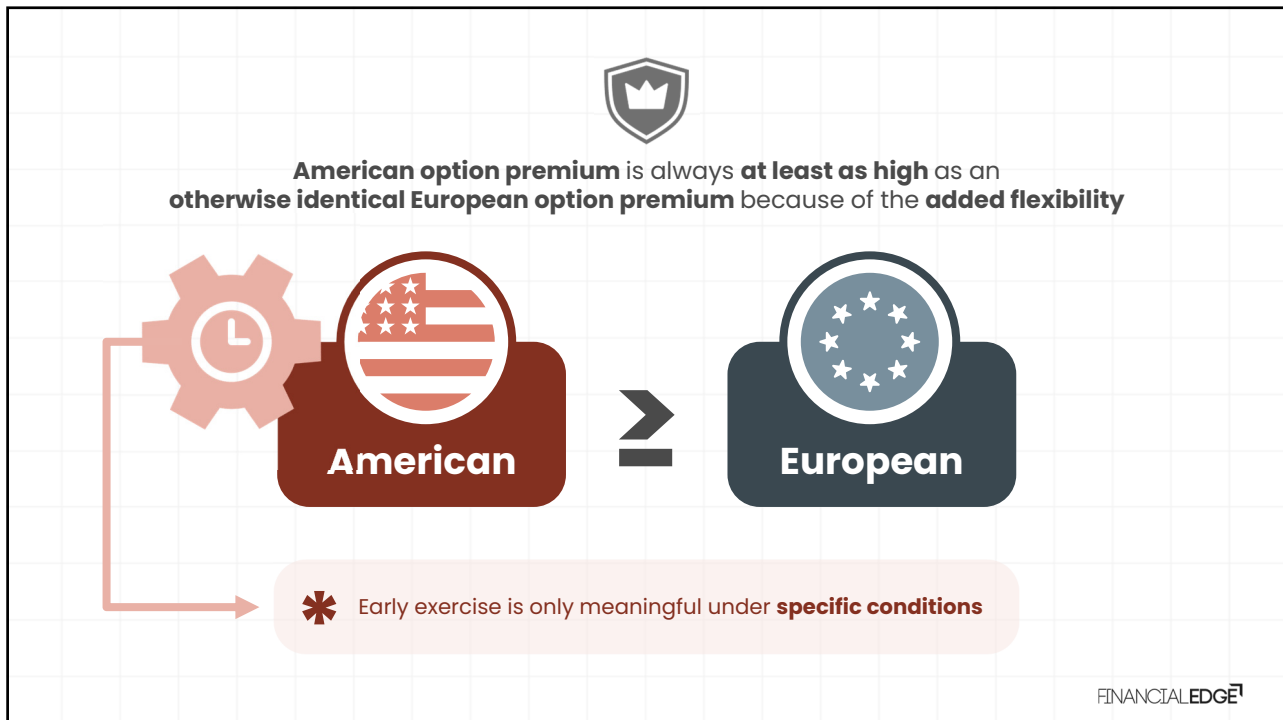 American option premium is always at least as high as an
otherwise identical European option premium because of the added flexibility
American
≥
European
* Early exercise is only meaningful under specific conditions
FINANCIALEDGE